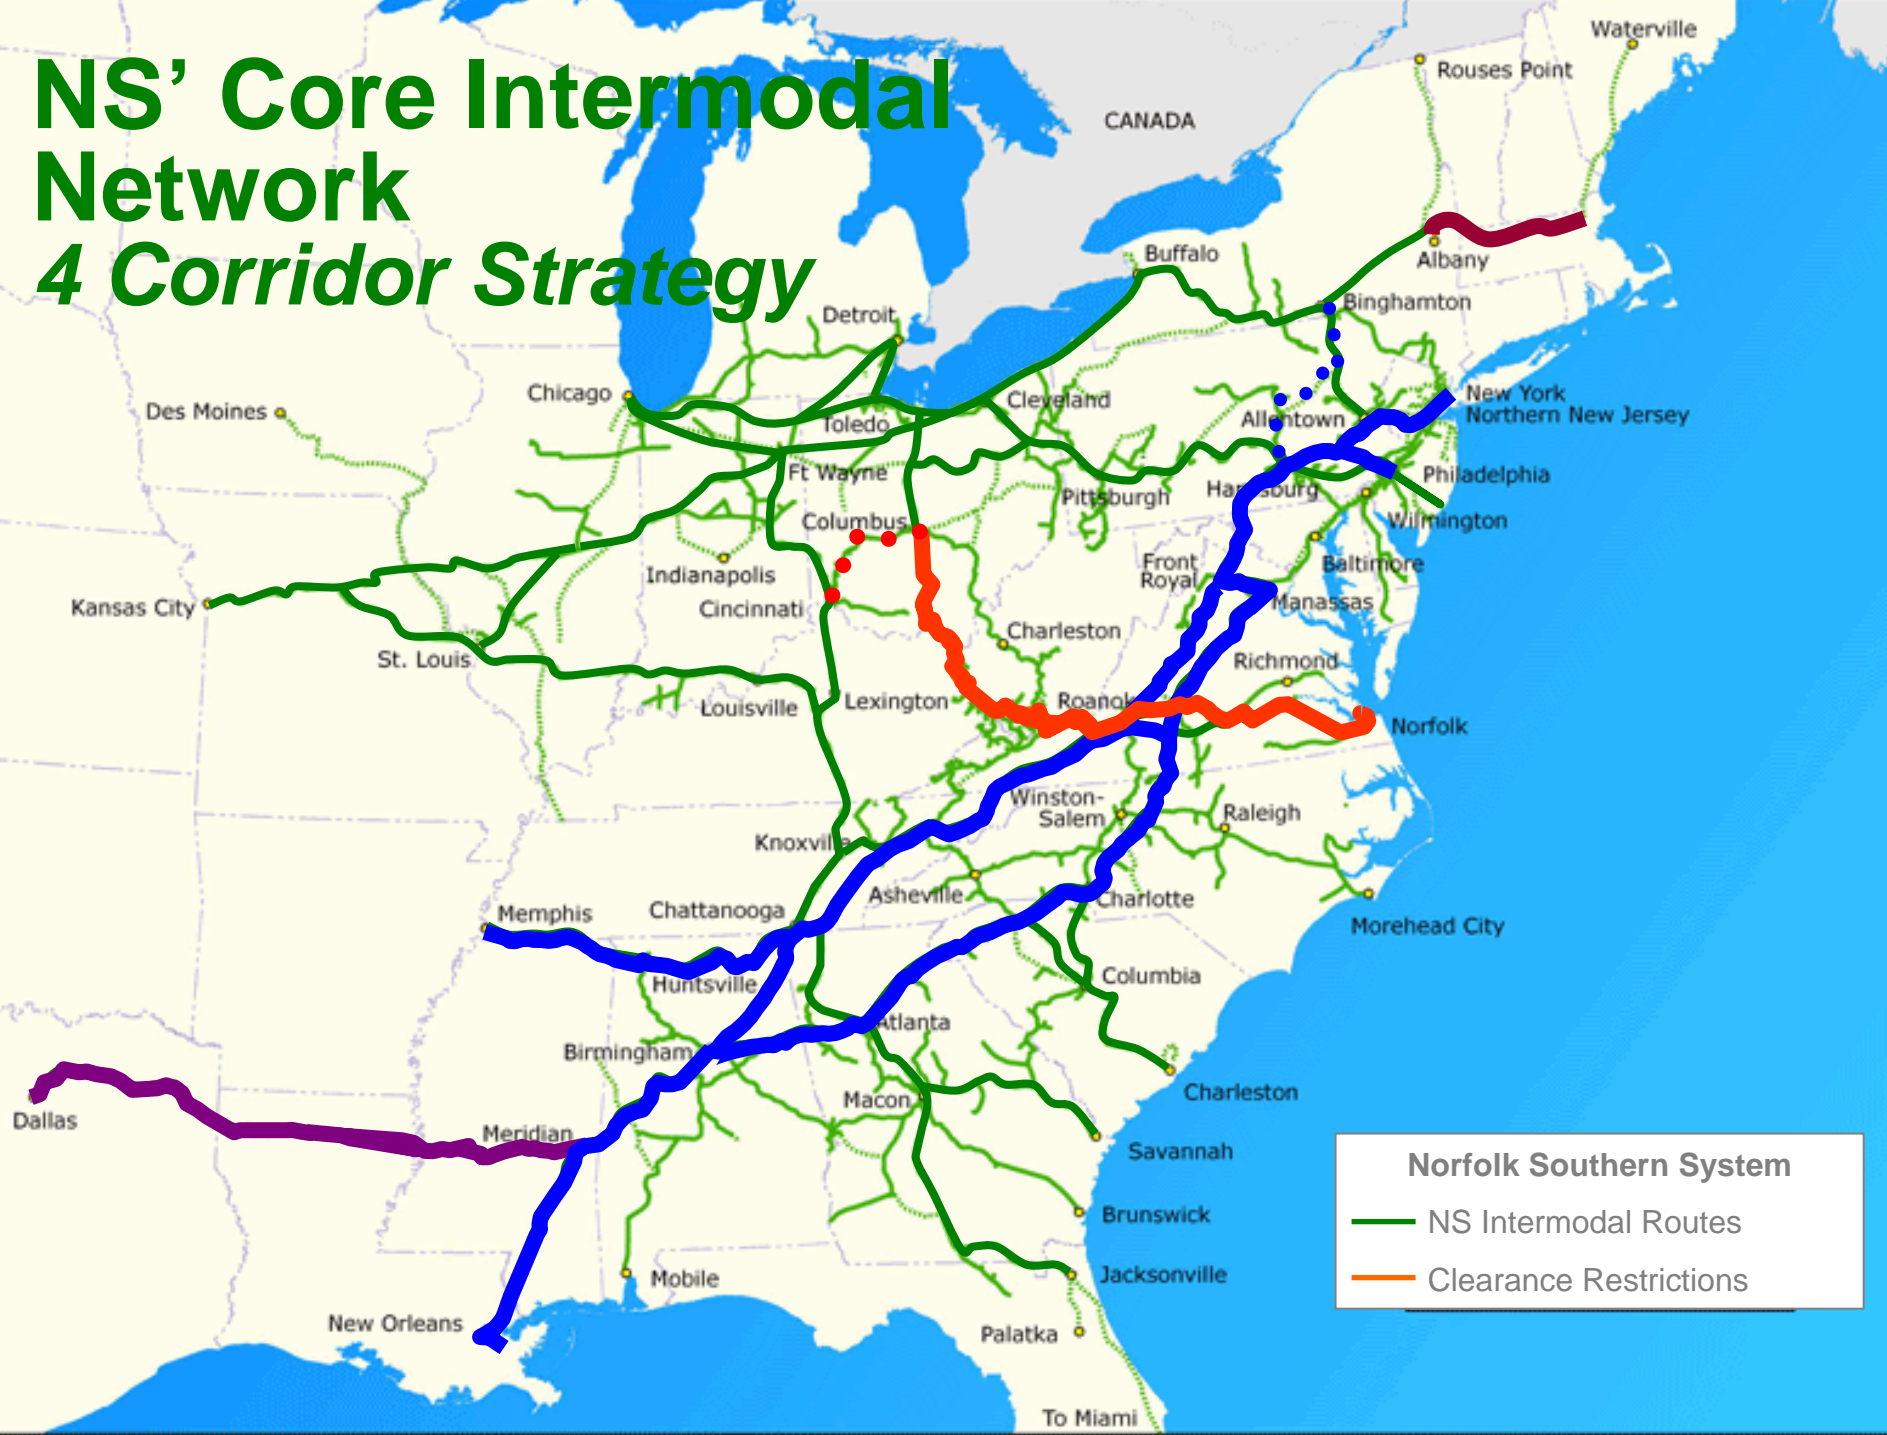 NS’ Core Intermodal
Network
4 Corridor Strategy
Waterville
Rouses Point
CANADA
Buffalo
Albany
Binghamton
Detroit
Chicago
Des Moines
Toledo
Cleveland
Allentown
New York
Northern New Jersey
Ft Wayne
Pittsburgh
Harrisburg
Philadelphia
Columbus
Wilmington
Indianapolis
Front
Royal
Baltimore
Kansas City
Cincinnati
Manassas
Charleston
St. Louis
Richmond
Louisville
Lexington
Roanok
Norfolk
Winston-
Salem
Raleigh
Knoxville
Asheville
Charlotte
Memphis
Chattanooga
Morehead City
Huntsville
Columbia
Atlanta
Birmingham
Macon
Charleston
Dallas
Meridian
Savannah
Brunswick
Mobile
Jacksonville
New Orleans
Palatka
To Miami
Norfolk Southern System
NS Intermodal Routes
Clearance Restrictions